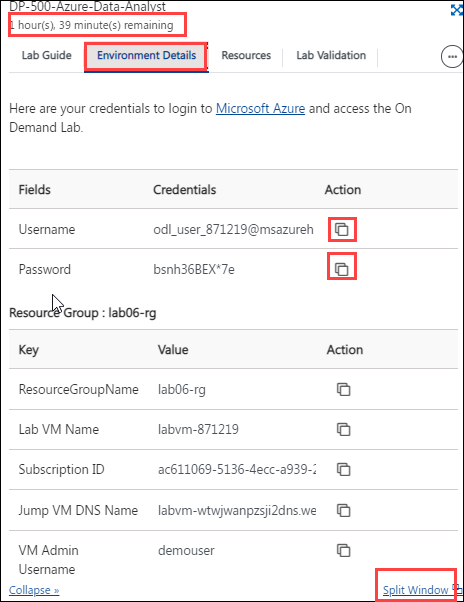 DP-500-Azure-Data-Analyst
1 hour(s), 39 minute(s) remaining
Lab Guide Environment Details Resources Lab Validation
Here are your credentials to login to Microsoft Azure and access the On
Demand Lab.
Fields Credentials Action
Username odl_user_871219@msazureh
Password bsnh36BEX*7e
Resource Group : lab06-rg
Key Value Action
ResourceGroupName lab06-rg
Lab VM Name labvm-871219
Subscription ID ac611069-5136-4ecc-a939-2
Jump VM DNS Name labvm-wtwjwanpzsji2dns.we
VM Admin
Username demouser
Collapse » Split Window